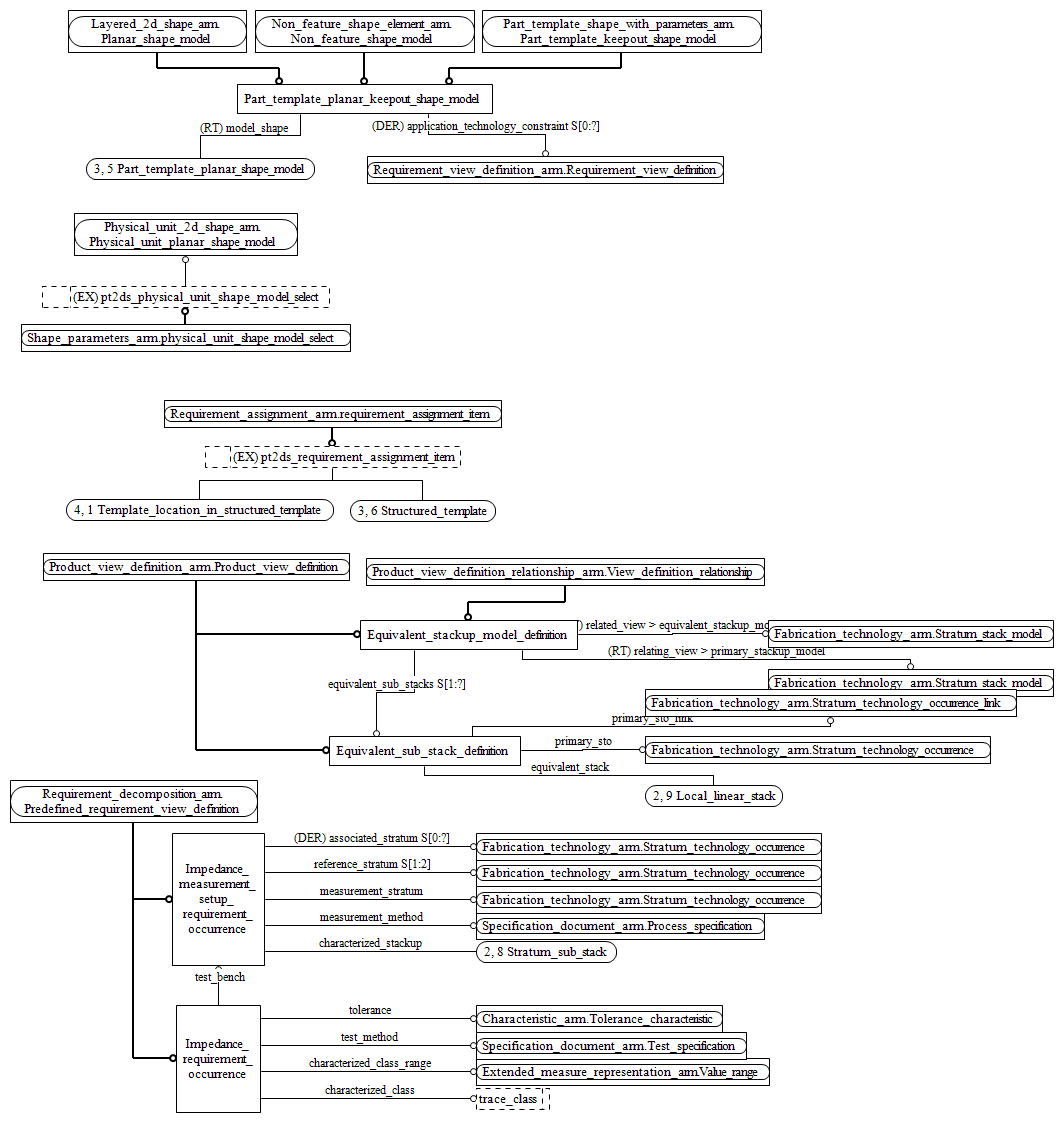 Layered_2d_shape_arm.
Planar_shape_model
Non_feature_shape_element_arm.
Non_feature_shape_model
Part_template_shape_with_parameters_arm.
Part_template_keepout_shape_model
Part_template_planar_keepout_shape_model
(RT) model_shape
(DER) application_technology_constraint S[0:?]
3, 5 Part_template_planar_shape_model
Requirement_view_definition_arm.Requirement_view_definition
Physical_unit_2d_shape_arm.
Physical_unit_planar_shape_model
(EX) pt2ds_physical_unit_shape_model_select
Shape_parameters_arm.physical_unit_shape_model_select
Requirement_assignment_arm.requirement_assignment_item
(EX) pt2ds_requirement_assignment_item
4, 1 Template_location_in_structured_template
3, 6 Structured_template
Product_view_definition_arm.Product_view_definition
Product_view_definition_relationship_arm.View_definition_relationship
Equivalent_stackup_model_definition
) related_view > equivalent_stackup_mo
Fabrication_technology_arm.Stratum_stack_model
(RT) relating_view > primary_stackup_model
Fabrication_technology_arm.Stratum_stack_model
equivalent_sub_stacks S[1:?]
Fabrication_technology_arm.Stratum_technology_occurrence_link
primary_sto_link
Equivalent_sub_stack_definition
primary_sto
Fabrication_technology_arm.Stratum_technology_occurrence
equivalent_stack
2, 9 Local_linear_stack
Requirement_decomposition_arm.
Predefined_requirement_view_definition
Impedance_
measurement_
setup_
requirement_
occurrence
(DER) associated_stratum S[0:?]
Fabrication_technology_arm.Stratum_technology_occurrence
reference_stratum S[1:2]
Fabrication_technology_arm.Stratum_technology_occurrence
measurement_stratum
Fabrication_technology_arm.Stratum_technology_occurrence
measurement_method
Specification_document_arm.Process_specification
characterized_stackup
2, 8 Stratum_sub_stack
test_bench
Impedance_
requirement_
occurrence
tolerance
Characteristic_arm.Tolerance_characteristic
test_method
Specification_document_arm.Test_specification
characterized_class_range
Extended_measure_representation_arm.Value_range
characterized_class
trace_class